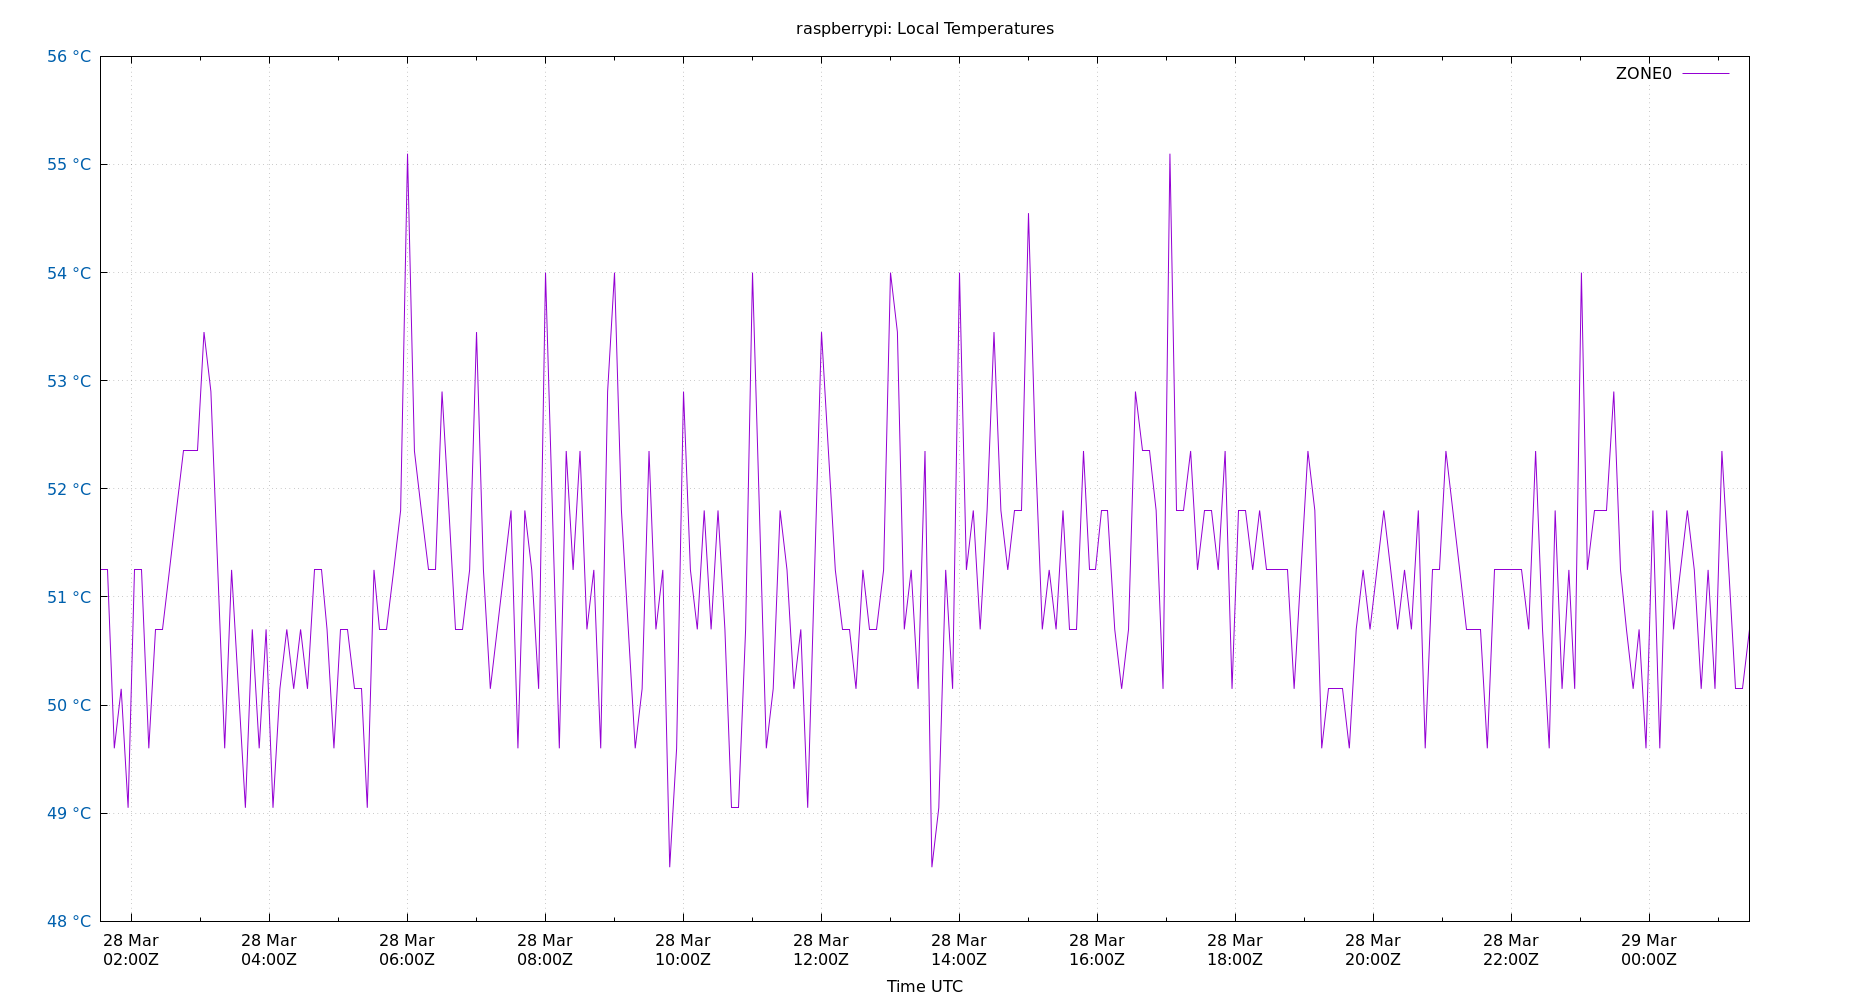 raspberrypi: Local Temperatures
ZONE0
56 °C
55 °C
54 °C
53 °C
52 °C
51 °C
50 °C
49 °C
48 °C
28 Mar
02:00Z
28 Mar
04:00Z
28 Mar
06:00Z
28 Mar
08:00Z
28 Mar
10:00Z
28 Mar
12:00Z
28 Mar
14:00Z
28 Mar
16:00Z
28 Mar
18:00Z
28 Mar
20:00Z
28 Mar
22:00Z
29 Mar
00:00Z
Time UTC